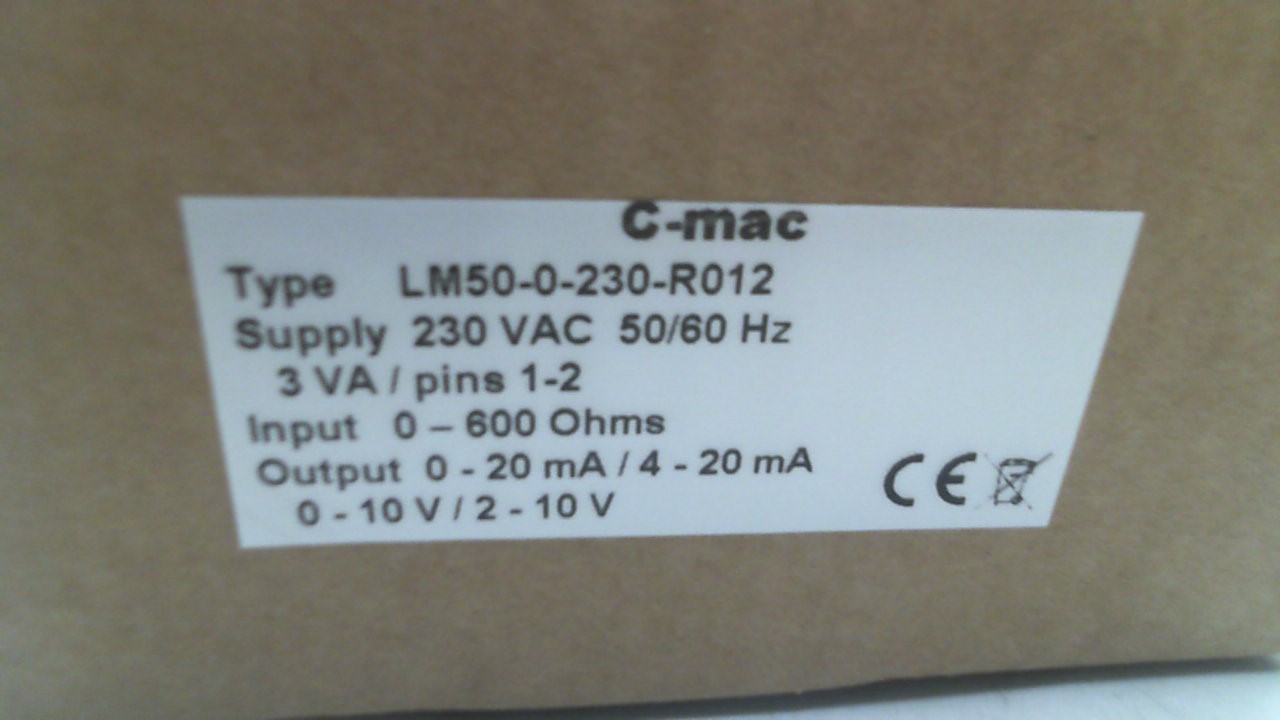 C-mac
Type LM50-0-230-R012
Supply 230 VAC 50/60 Hz
3 VA / pins 1-2
Input 0 – 600 Ohms
Output 0 - 20 mA / 4 - 20 mA
0 - 10 V / 2 - 10 V
CE